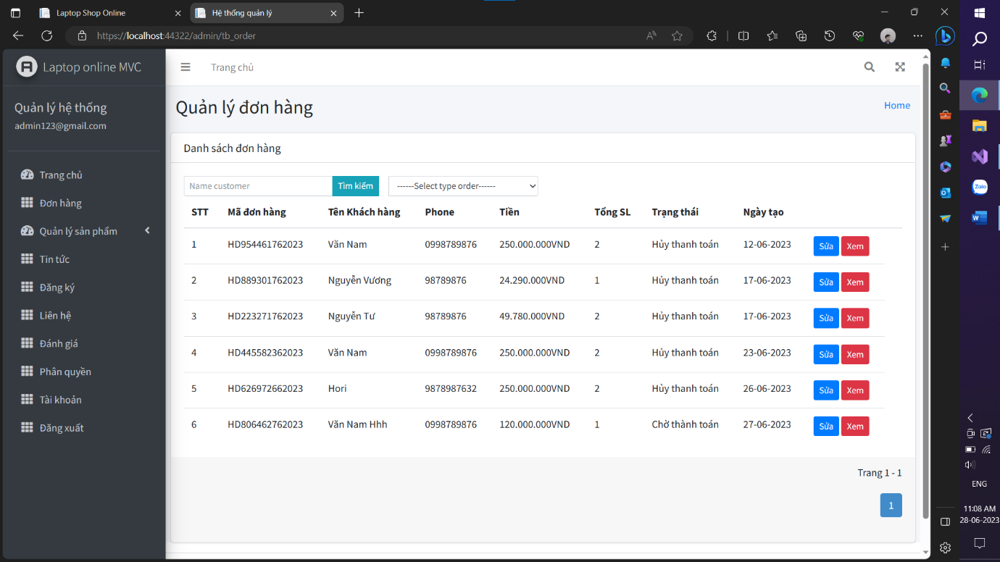 Laptop Shop Online
Hệ thống quản lý
https://localhost:44322/admin/tb_order
Laptop online MVC
Trang chủ
Quản lý hệ thống
admin123@gmail.com
Trang chủ
Đơn hàng
Quản lý sản phẩm
Tin tức
Đăng ký
Liên hệ
Đánh giá
Phân quyền
Tài khoản
Đăng xuất
Quản lý đơn hàng
Home
Danh sách đơn hàng
Name customer Tìm kiếm ------Select type order------
STT Mã đơn hàng Tên Khách hàng Phone Tiền Tổng SL Trạng thái Ngày tạo
1 HD954461762023 Văn Nam 0998789876 250.000.000VND 2 Hủy thanh toán 12-06-2023 Sửa Xem
2 HD889301762023 Nguyễn Vương 98789876 24.290.000VND 1 Hủy thanh toán 17-06-2023 Sửa Xem
3 HD223271762023 Nguyễn Tư 98789876 49.780.000VND 2 Hủy thanh toán 17-06-2023 Sửa Xem
4 HD445582362023 Văn Nam 0998789876 250.000.000VND 2 Hủy thanh toán 23-06-2023 Sửa Xem
5 HD626972662023 Hori 9878987632 250.000.000VND 2 Hủy thanh toán 26-06-2023 Sửa Xem
6 HD806462762023 Văn Nam Hhh 0998789876 120.000.000VND 1 Chờ thành toán 27-06-2023 Sửa Xem
Trang 1 - 1
1
Zalo
ENG
11:08 AM
28-06-2023